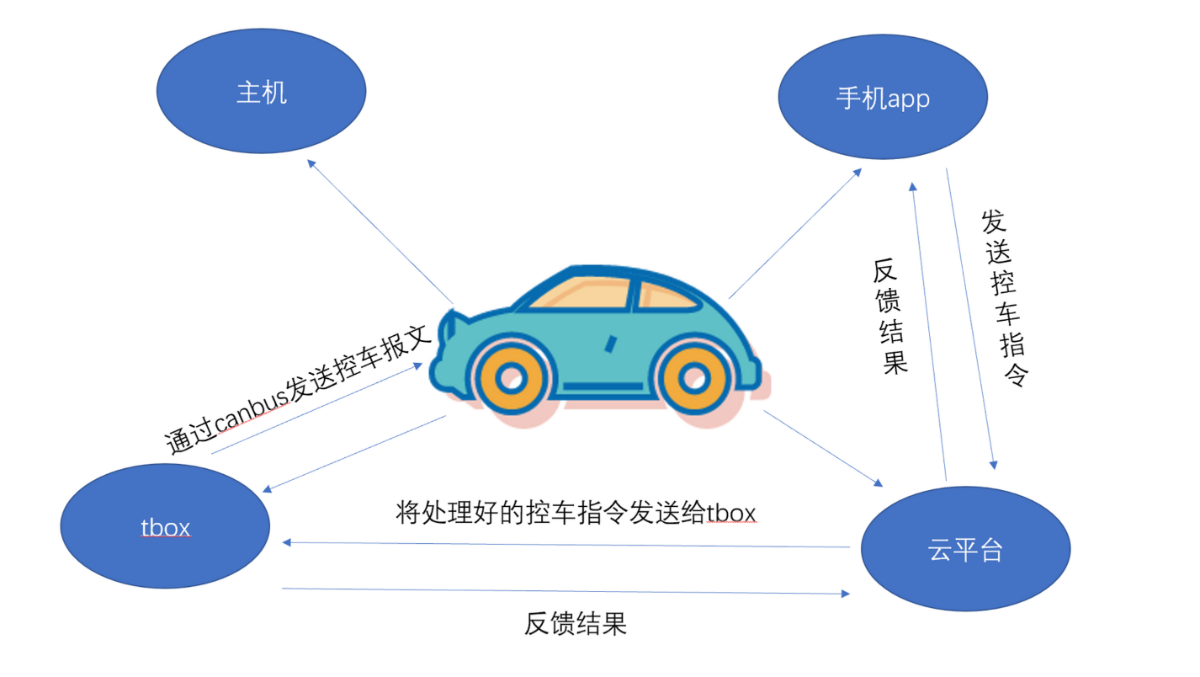 主机
手机app
发送控车指令
反馈结果
通过canbus发送控车报文
tbox
将处理好的控车指令发送给tbox
云平台
反馈结果